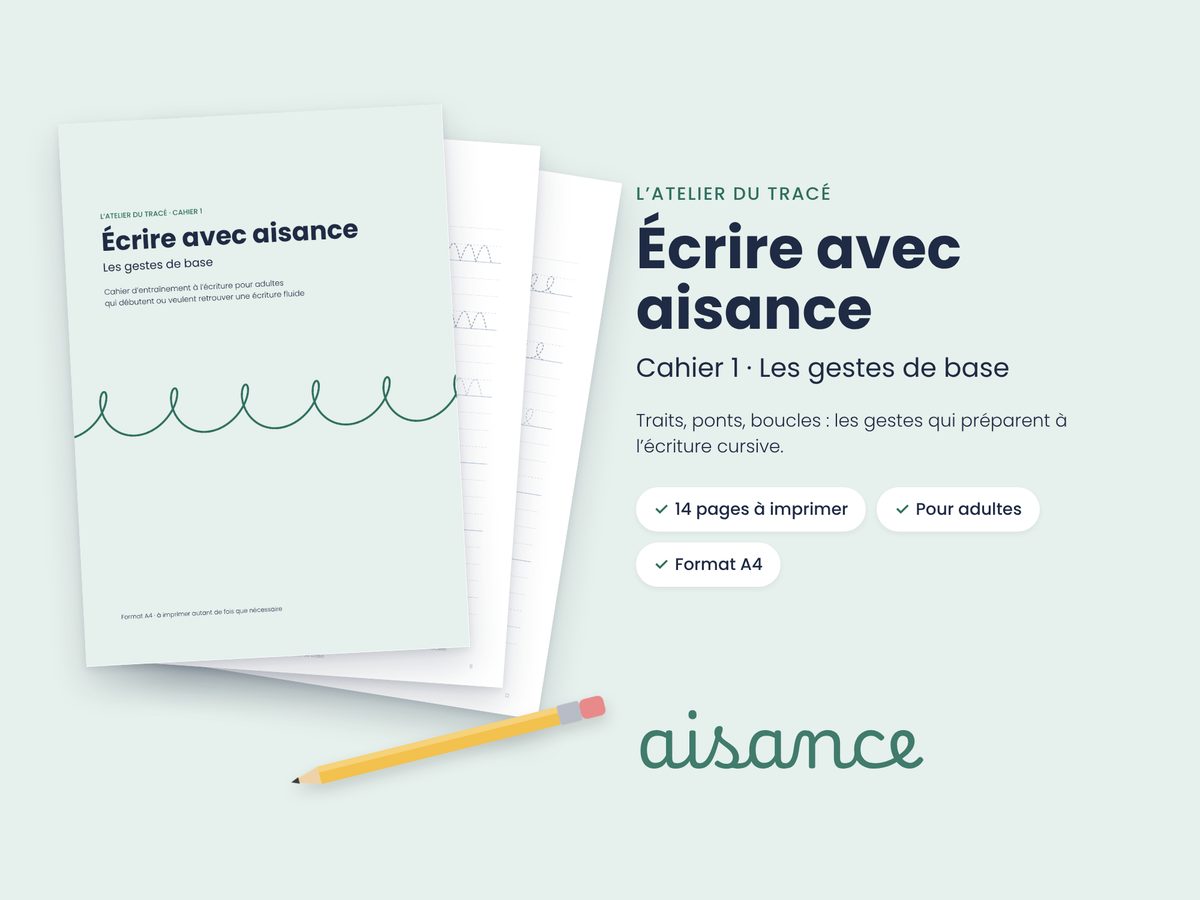 L'ATELIER DU TRACÉ · CAHIER 1
Écrire avec aisance
Les gestes de base
Cahier d'entraînement à l'écriture pour adultes
qui débutent ou veulent retrouver une écriture fluide
Format A4 · à imprimer autant de fois que nécessaire
L'ATELIER DU TRACÉ
Écrire avec
aisance
Cahier 1 · Les gestes de base
Traits, ponts, boucles : les gestes qui préparent à
l'écriture cursive.
14 pages à imprimer
Pour adultes
Format A4
aisance